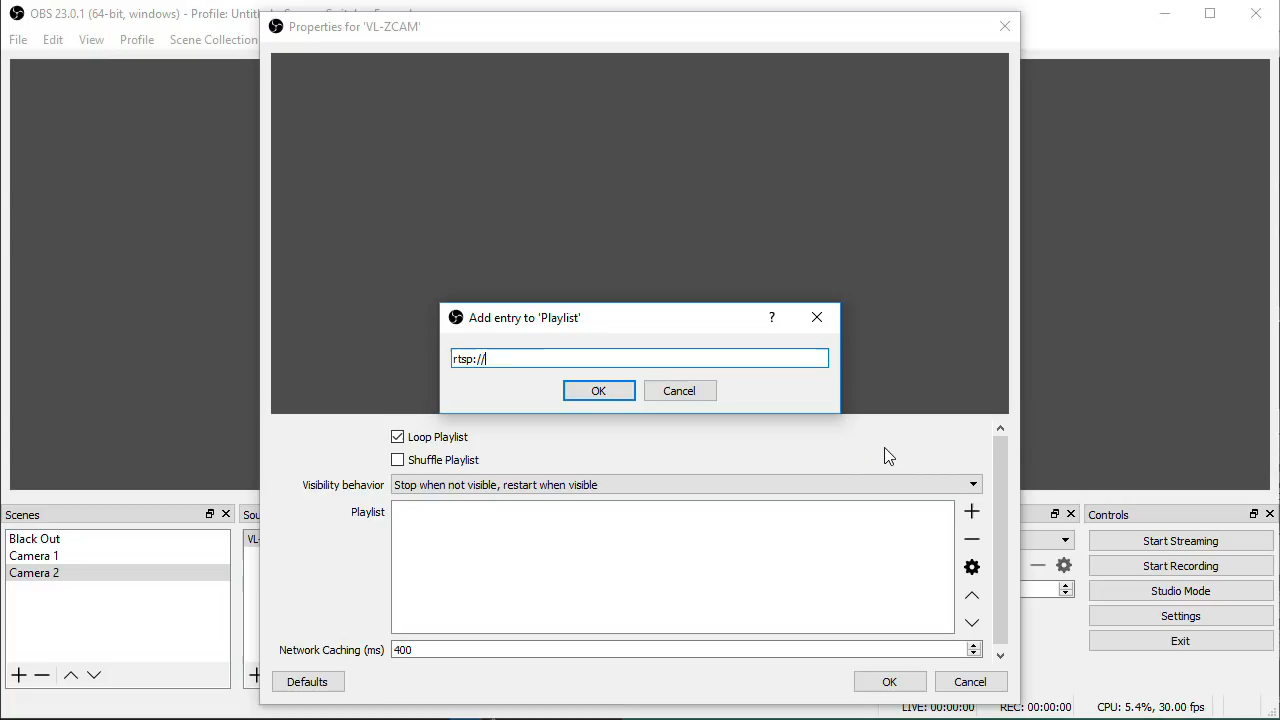 OBS 23.0.1 (64-bit, windows) - Profile:
Properties for 'VL-ZCAM'
File Edit View Profile Scene Collection
Add entry to 'Playlist'
?
rtsp://
OK Cancel
Loop Playlist
Shuffle Playlist
Visibility behavior Stop when not visible, restart when visible
Playlist
Network Caching (ms) 400
Defaults OK Cancel
Scenes
Black Out
Camera 1
Camera 2
Controls
Start Streaming
Start Recording
Studio Mode
Settings
Exit
LIVE: 00:00:00 REC: 00:00:00 CPU: 5.4%, 30.00 fps